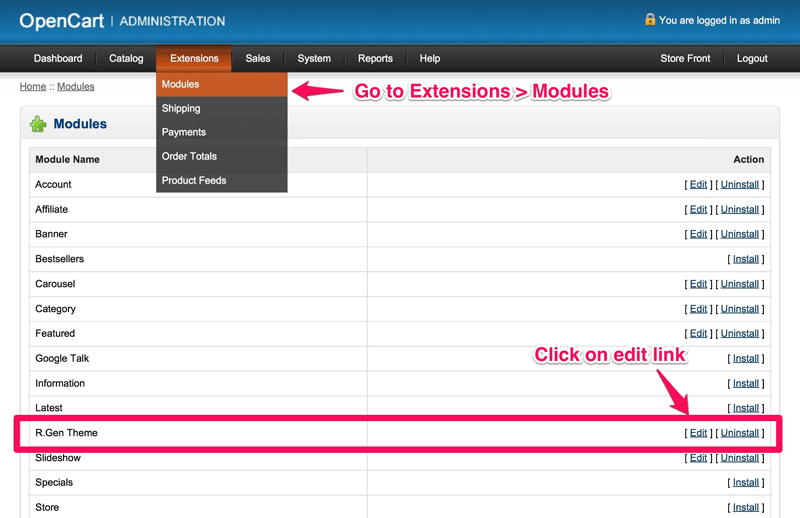 OpenCart | ADMINISTRATION
You are logged in as admin
Dashboard Catalog Extensions Sales System Reports Help Store Front Logout
Home :: Modules
Modules
Go to Extensions > Modules
Shipping
Payments
Order Totals
Product Feeds
Modules
Module Name Action
Account [ Edit ] [ Uninstall ]
Affiliate [ Edit ] [ Uninstall ]
Banner [ Edit ] [ Uninstall ]
Bestsellers [ Install ]
Carousel [ Edit ] [ Uninstall ]
Category [ Edit ] [ Uninstall ]
Featured [ Edit ] [ Uninstall ]
Click on edit link
Google Talk [ Install ]
Information [ Install ]
Latest [ Install ]
R.Gen Theme [ Edit ] [ Uninstall ]
Slideshow [ Edit ] [ Uninstall ]
Specials [ Install ]
Store [ Install ]